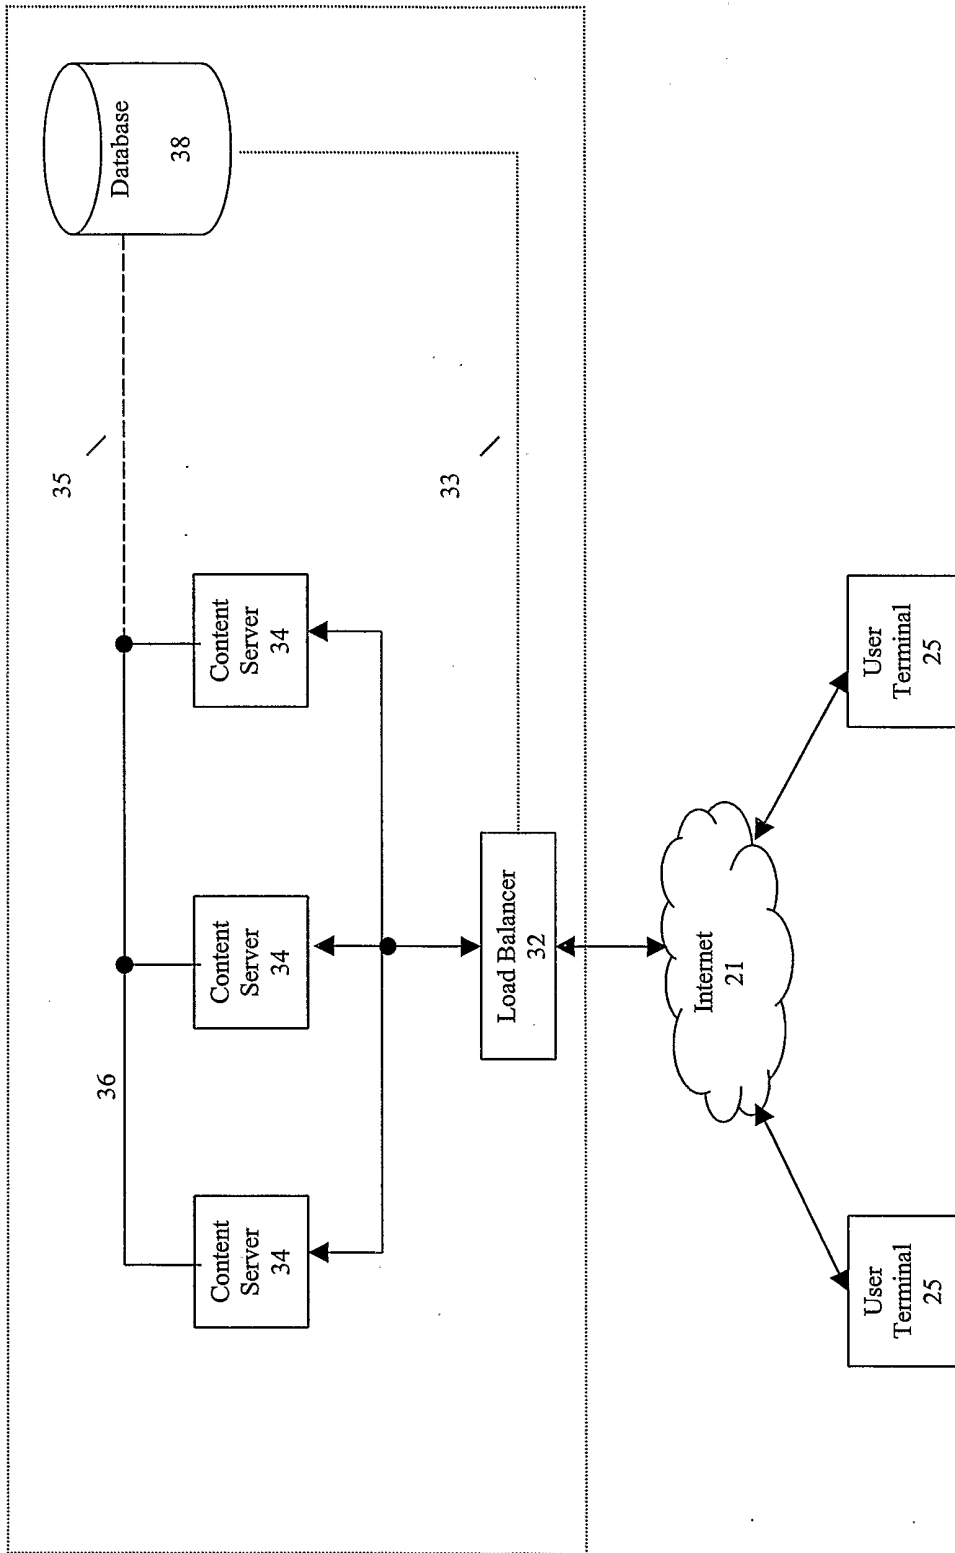 35
36
Database
38
Content
Server
34
Content
Server
34
Content
Server
34
33
Load Balancer
32
Internet
21
User
Terminal
25
User
Terminal
25